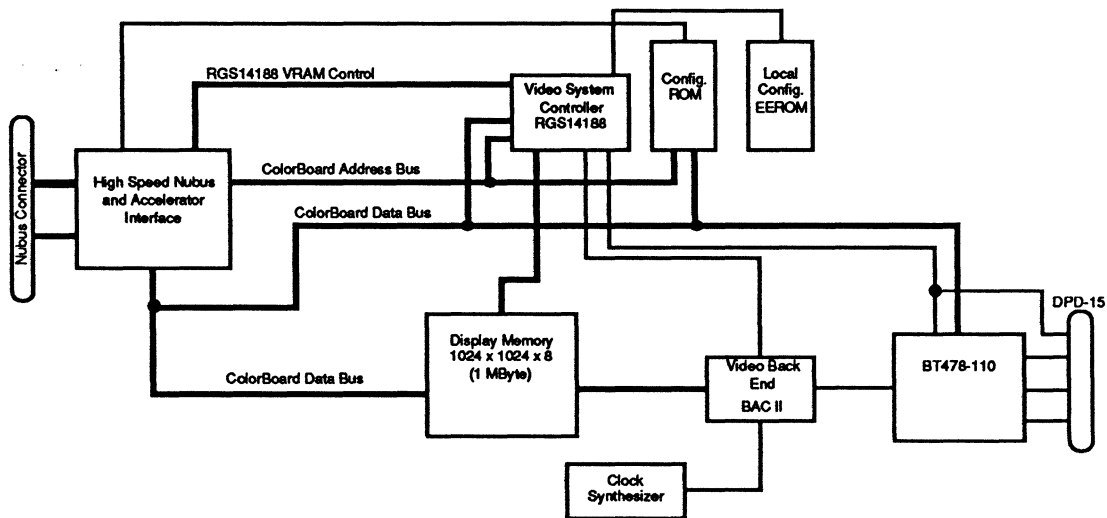 RGS14188 VRAM Control
Video System
Controller
RGS14188
Config.
ROM
Local
Config.
EEROM
Nubus Connector
High Speed Nubus
and Accelerator
Interface
ColorBoard Address Bus
ColorBoard Data Bus
DPD-15
Display Memory
1024 x 1024 x 8
(1 MByte)
ColorBoard Data Bus
Video Back
End
BAC II
BT478-110
Clock
Synthesizer